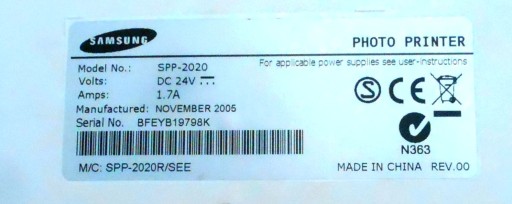 SAMSUNG
PHOTO PRINTER
For applicable power supplies see user-instructions
Model No.: SPP-2020
Volts: DC 24V
Amps: 1.7A
Manufactured: NOVEMBER 2005
Serial No. BFEYB19798K
S CE
N363
M/C: SPP-2020R/SEE
MADE IN CHINA REV.00